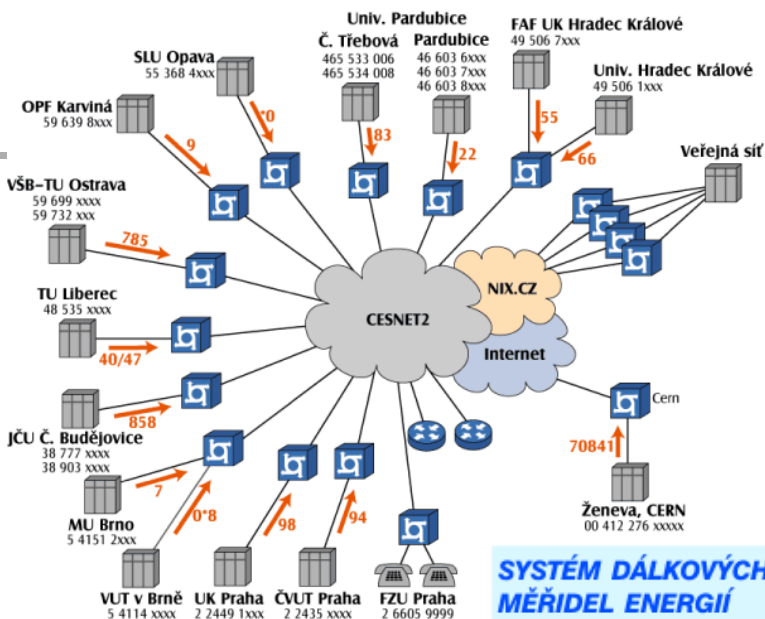 Univ. Pardubice
Č. Třebová
465 533 006
465 534 008
Pardubice
46 603 6xxx
46 603 7xxx
46 603 8xxx
FAF UK Hradec Králové
49 506 7xxx
Univ. Hradec Králové
49 506 1xxx
SLU Opava
55 368 4xxx
OPF Karviná
59 639 8xxx
*0
9
83
22
55
66
Veřejná síť
VŠB–TU Ostrava
59 699 xxxx
59 732 xxx
785
TU Liberec
48 535 xxxx
40/47
CESNET2
NIX.CZ
Internet
858
JČU Č. Budějovice
38 777 xxxx
38 903 xxxx
Cern
70841
7
MU Brno
5 4151 2xxx
0*8
98
94
Ženeva, CERN
00 412 276 xxxxx
VUT v Brně
5 4114 xxxx
UK Praha
2 2449 1xxx
ČVUT Praha
2 2435 xxxx
FZU Praha
2 6605 9999
SYSTÉM DÁLKOVÝCH
MĚŘIDEL ENERGIÍ